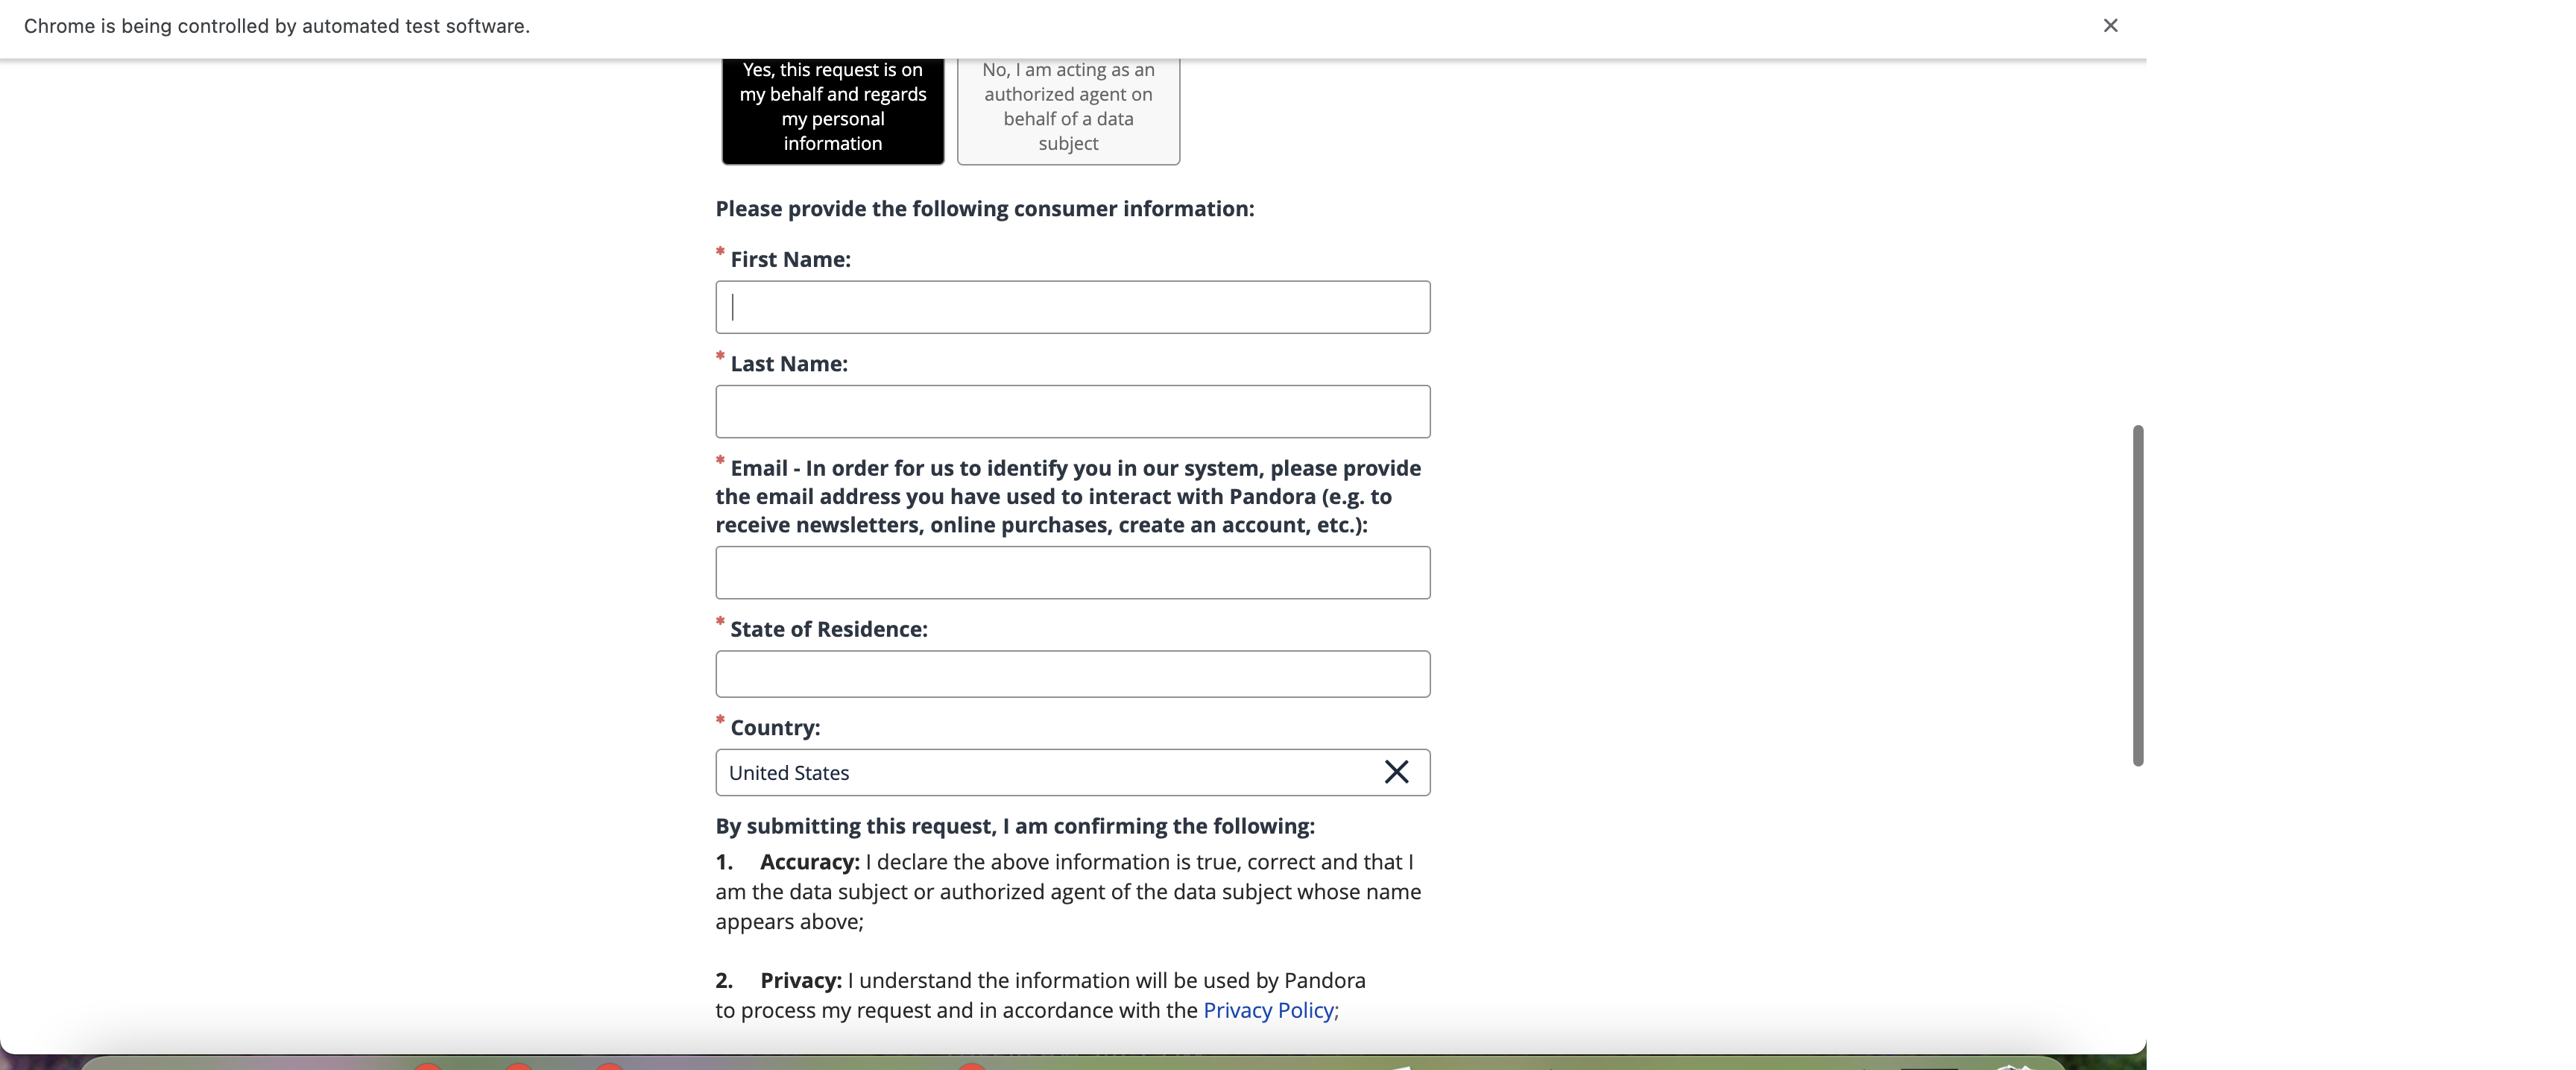 Chrome is being controlled by automated test software.
Yes, this request is on
my behalf and regards
my personal
information
No, I am acting as an
authorized agent on
behalf of a data
subject
Please provide the following consumer information:
* First Name:
* Last Name:
* Email - In order for us to identify you in our system, please provide
the email address you have used to interact with Pandora (e.g. to
receive newsletters, online purchases, create an account, etc.):
* State of Residence:
* Country:
United States
By submitting this request, I am confirming the following:
1. Accuracy: I declare the above information is true, correct and that I
am the data subject or authorized agent of the data subject whose name
appears above;
2. Privacy: I understand the information will be used by Pandora
to process my request and in accordance with the Privacy Policy;